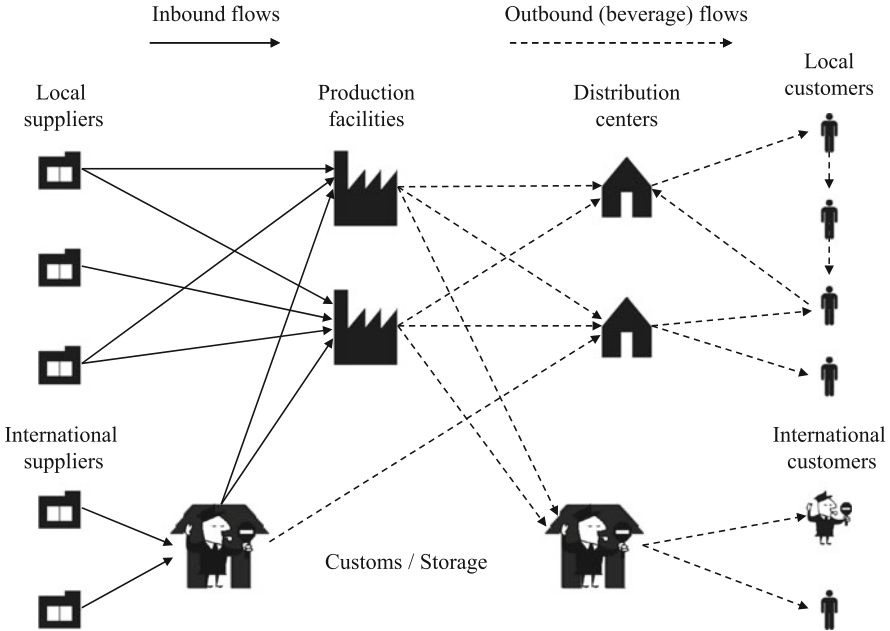 Inbound flows
Outbound (beverage) flows
Local
suppliers
Production
facilities
Distribution
centers
Local
customers
International
suppliers
International
customers
Customs / Storage